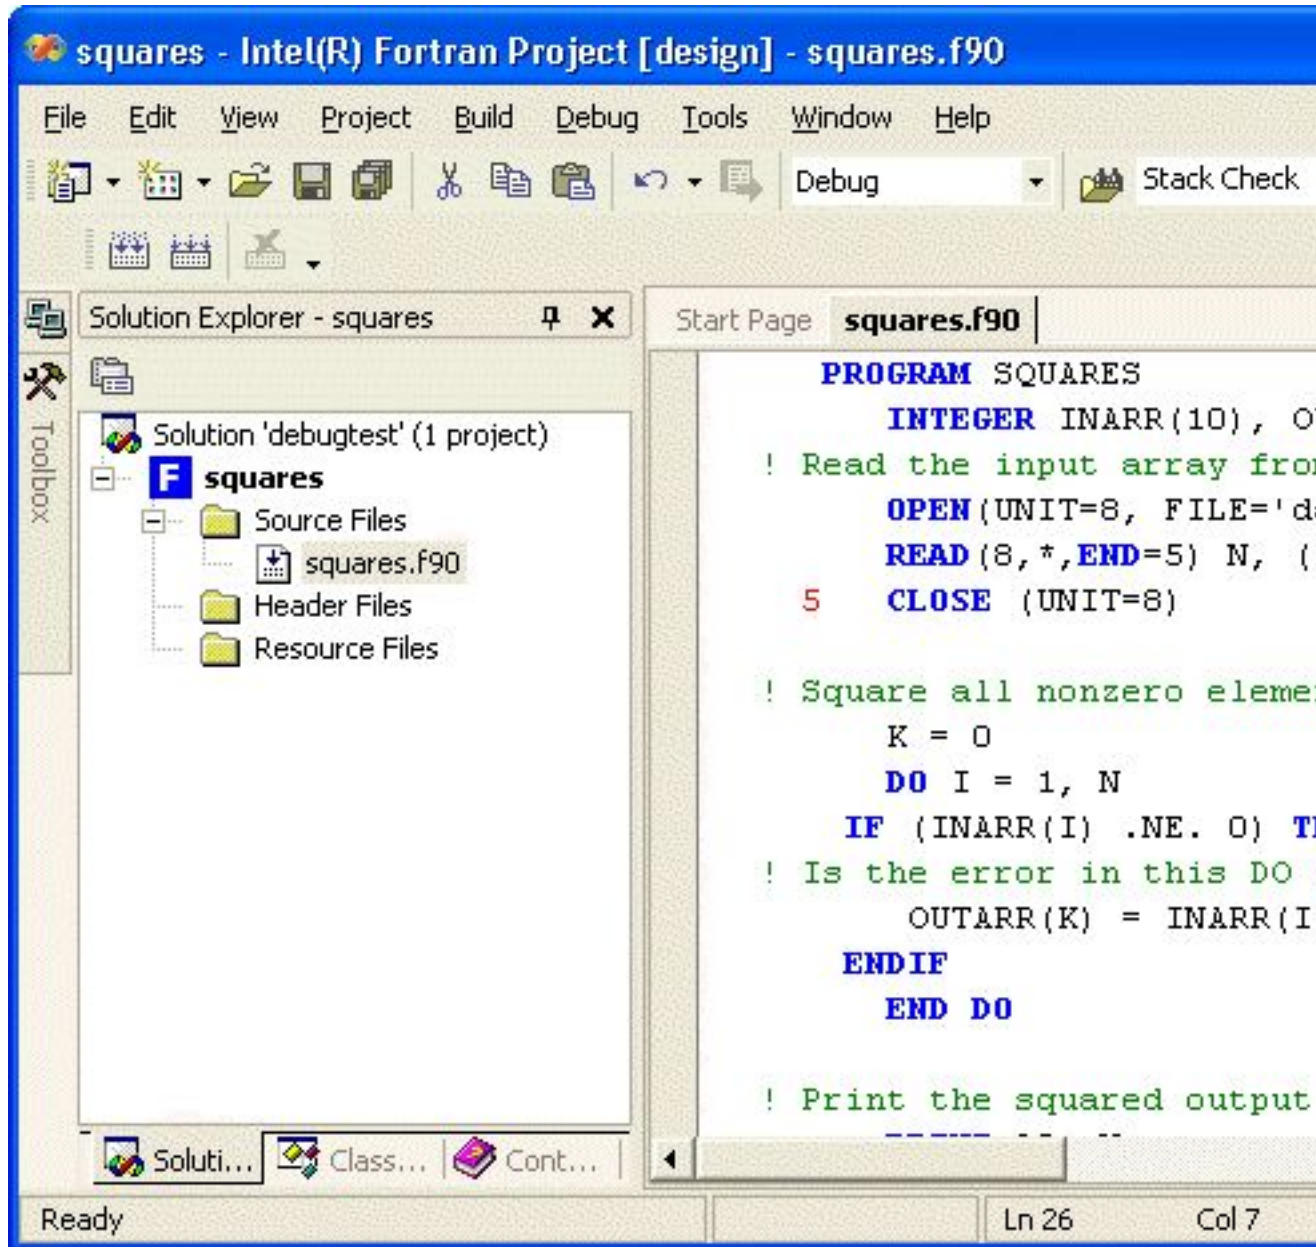 squares - Intel(R) Fortran Project [design] - squares.f90
File Edit View Project Build Debug Tools Window Help
Debug Stack Check
Solution Explorer - squares
Toolbox
Solution 'debugtest' (1 project)
F squares
Source Files
squares.f90
Header Files
Resource Files
Soluti... Class... Cont...
Start Page squares.f90
PROGRAM SQUARES
INTEGER INARR(10), O
! Read the input array
OPEN(UNIT=8, FILE='d
READ(8,*,END=5) N, (
5 CLOSE (UNIT=8)
! Square all nonzero
K = 0
DO I = 1, N
IF (INARR(I) .NE. 0)
! Is the error in this DO
OUTARR(K) = INARR(I
ENDIF
END DO
! Print the squared output
Ready Ln 26 Col 7